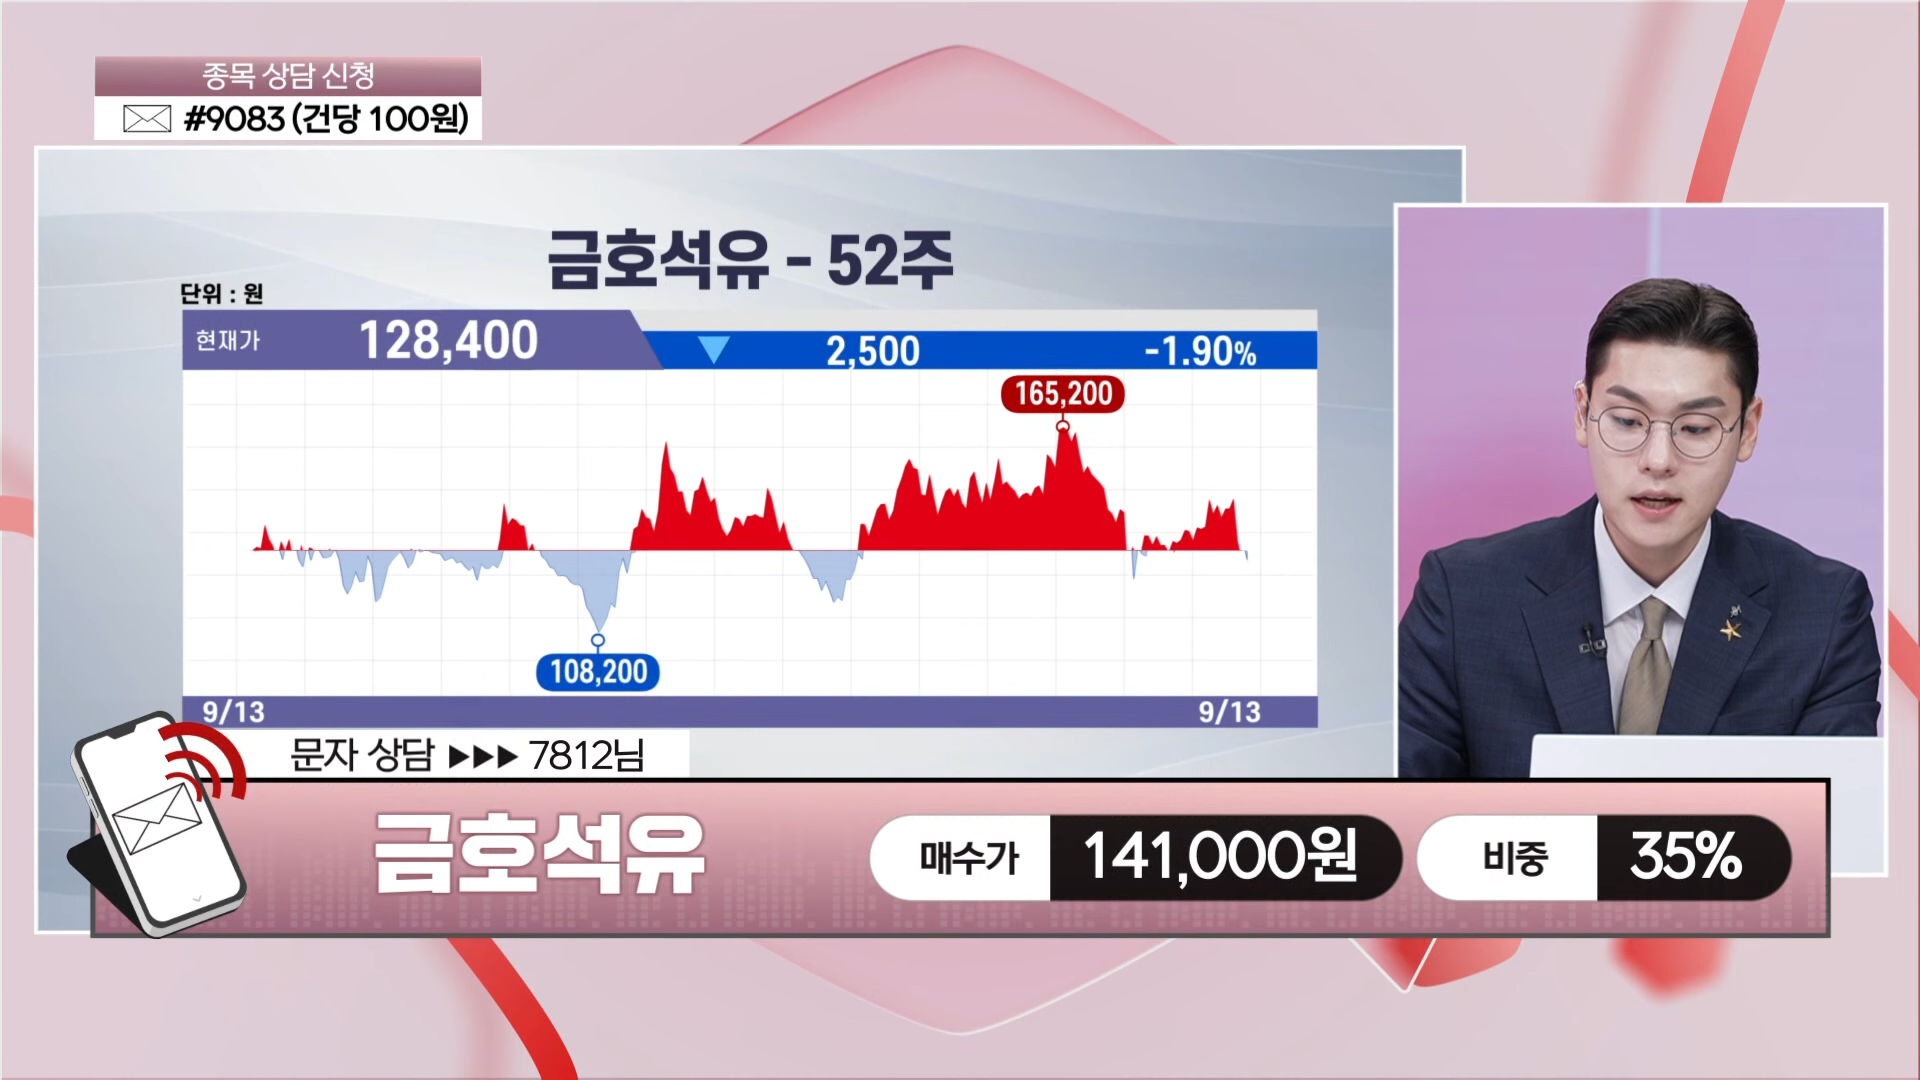 종목 상담 신청
#9083 (건당 100원)
금호석유 - 52주
단위 : 원
현재가 128,400 ▼ 2,500 -1.90%
165,200
108,200
9/13 9/13
문자 상담 ▶▶▶ 7812님
금호석유 매수가 141,000원 비중 35%